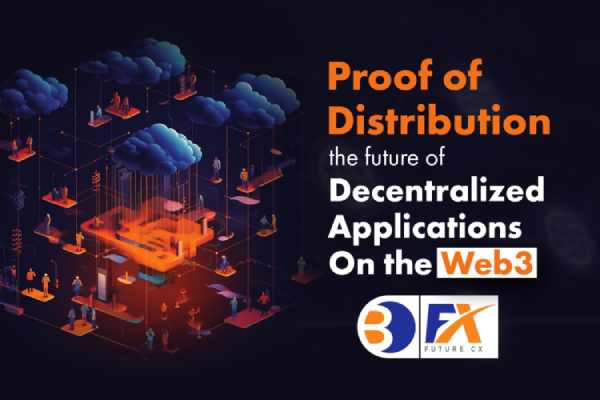 Proof of
Distribution
the future of
Decentralized
Applications
On the Web3
B FX
FUTURE CX